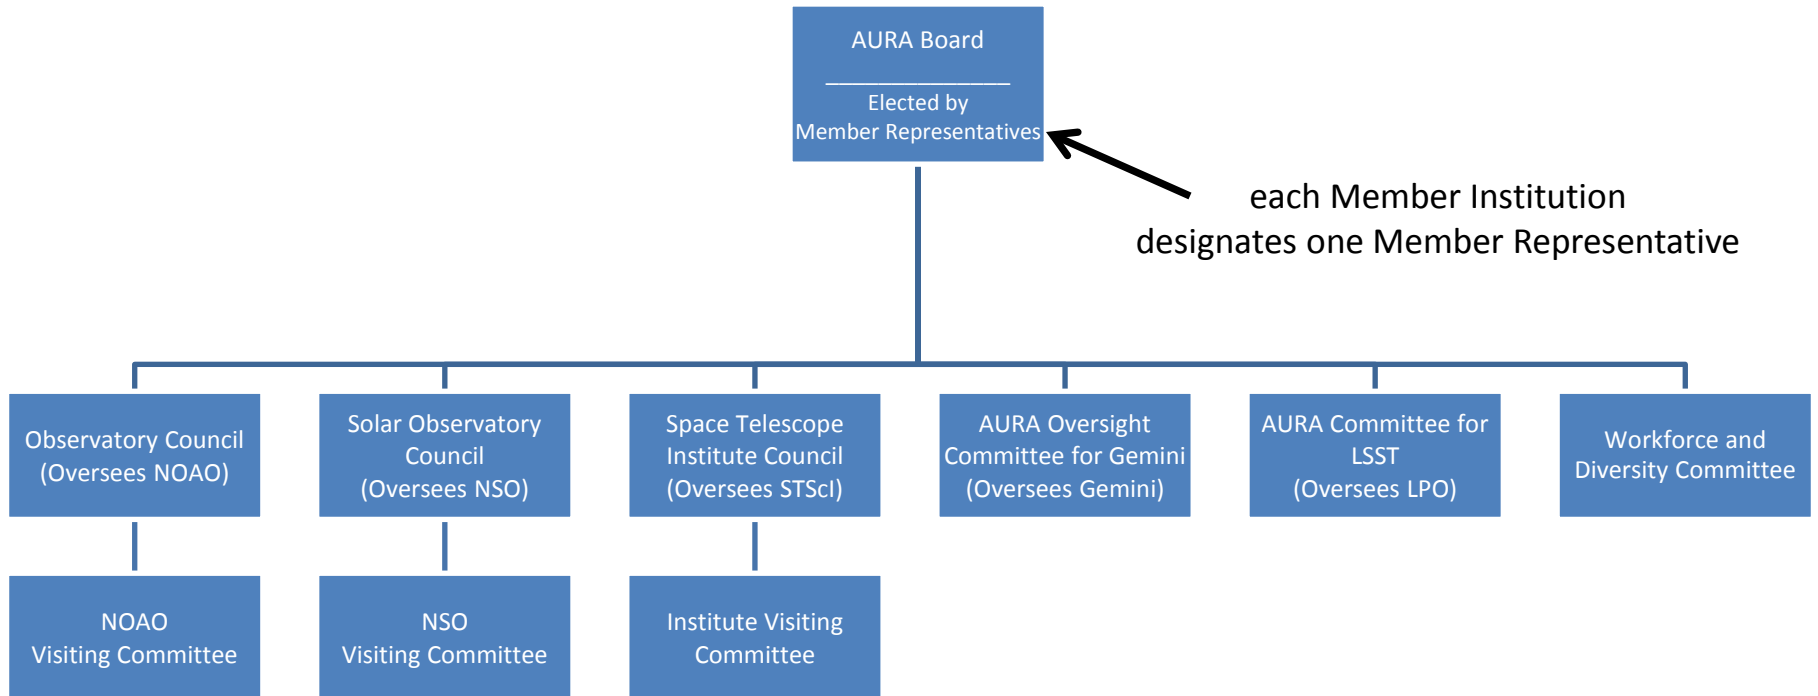 AURA Board
______________
Elected by
Member Representatives
each Member Institution
designates one Member Representative
Observatory Council
(Oversees NOAO)
Solar Observatory
Council
(Oversees NSO)
Space Telescope
Institute Council
(Oversees STScI)
AURA Oversight
Committee for Gemini
(Oversees Gemini)
AURA Committee for
LSST
(Oversees LPO)
Workforce and
Diversity Committee
NOAO
Visiting Committee
NSO
Visiting Committee
Institute Visiting
Committee